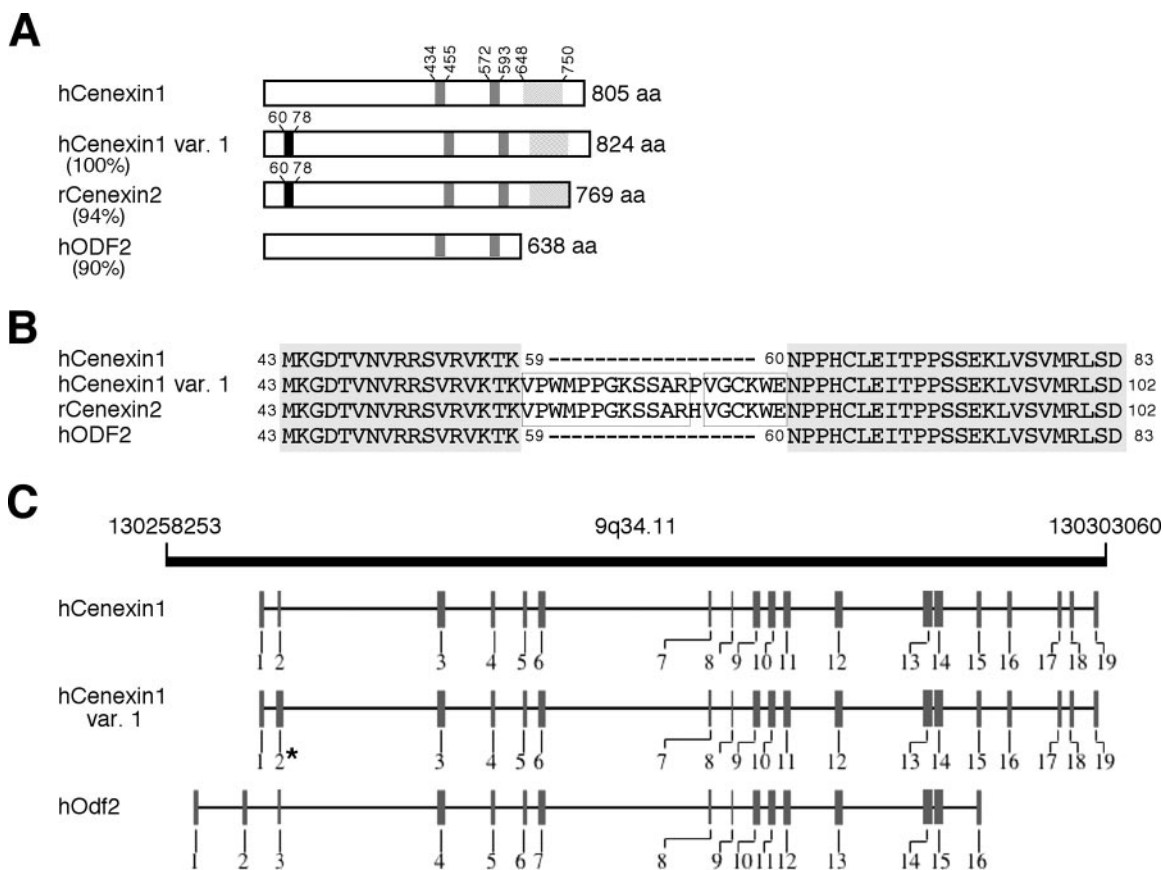 A
434 455 572 593 648 750
hCenexin1 805 aa
60 78
hCenexin1 var. 1 824 aa
(100%)
60 78
rCenexin2 769 aa
(94%)
hODF2 638 aa
(90%)
B
hCenexin1 43 MKGDTVNVRRSVRVKTK 59 ------------------- 60 NPPHCLEITPPSSEKLVSVMRLSD 83
hCenexin1 var. 1 43 MKGDTVNVRRSVRVKTKVPWMPPGKSSARPVGCKWENPPHCLEITPPSSEKLVSVMRLSD 102
rCenexin2 43 MKGDTVNVRRSVRVKTKVPWMPPGKSSARHVGCKWENPPHCLEITPPSSEKLVSVMRLSD 102
hODF2 43 MKGDTVNVRRSVRVKTK 59 ------------------- 60 NPPHCLEITPPSSEKLVSVMRLSD 83
C
130258253 9q34.11 130303060
hCenexin1
1 2 3 4 5 6 7 8 9 10 11 12 13 14 15 16 17 18 19
hCenexin1
var. 1
1 2* 3 4 5 6 7 8 9 10 11 12 13 14 15 16 17 18 19
hOdf2
1 2 3 4 5 6 7 8 9 10 11 12 13 14 15 16